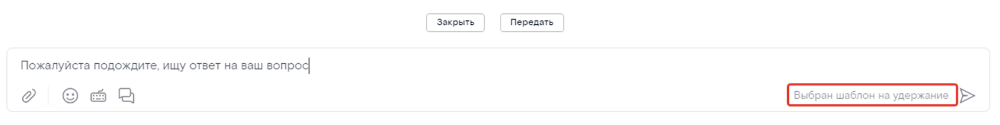 Закрыть Передать
Пожалуйста подождите, ищу ответ на ваш вопрос
Выбран шаблон на удержание